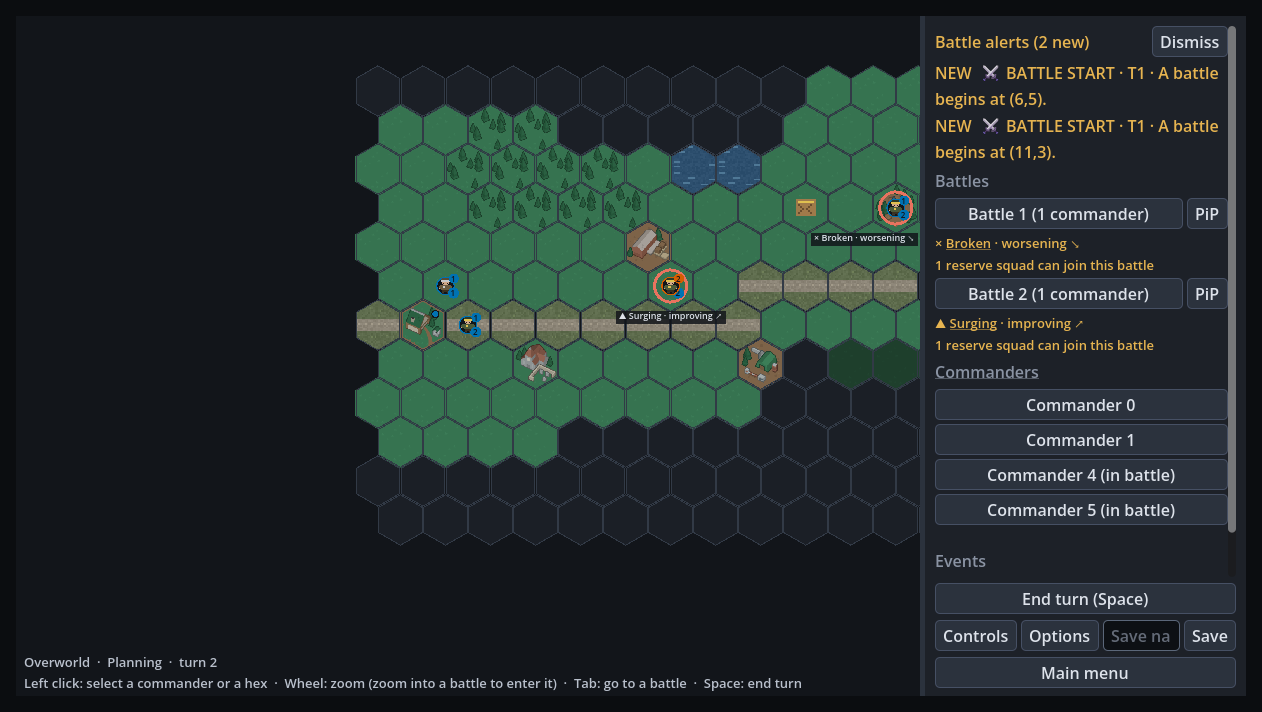 Battle alerts (2 new)
Dismiss
NEW ⚔ BATTLE START · T1 · A battle
begins at (6,5).
NEW ⚔ BATTLE START · T1 · A battle
begins at (11,3).
Battles
Battle 1 (1 commander)
PiP
× Broken · worsening ↘
1 reserve squad can join this battle
Battle 2 (1 commander)
PiP
▲ Surging · improving ↗
1 reserve squad can join this battle
Commanders
Commander 0
Commander 1
Commander 4 (in battle)
Commander 5 (in battle)
Events
End turn (Space)
Controls
Options
Save na
Save
Main menu
× Broken · worsening ↘
▲ Surging · improving ↗
Overworld · Planning · turn 2
Left click: select a commander or a hex · Wheel: zoom (zoom into a battle to enter it) · Tab: go to a battle · Space: end turn